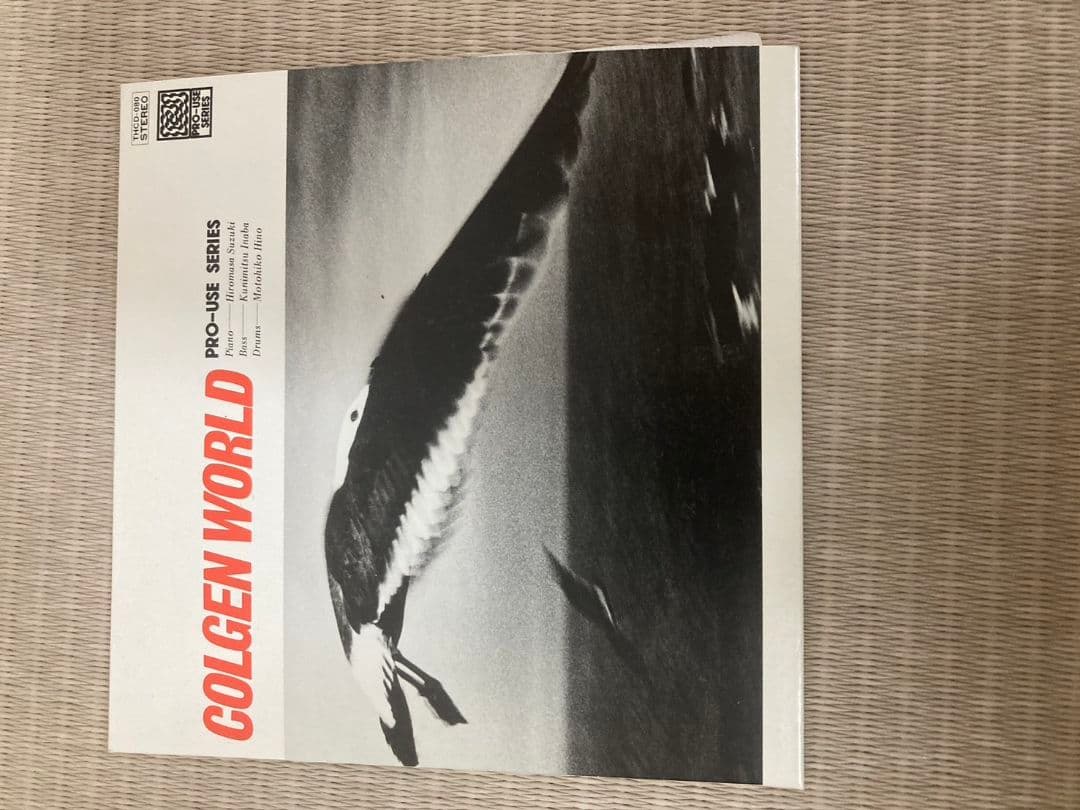 THCD-080
STEREO
PRO-USE
SERIES
COLGEN WORLD PRO-USE SERIES
Piano——Hiromasa Suzuki
Bass——Kunimitsu Inaba
Drums——Motohiko Hino